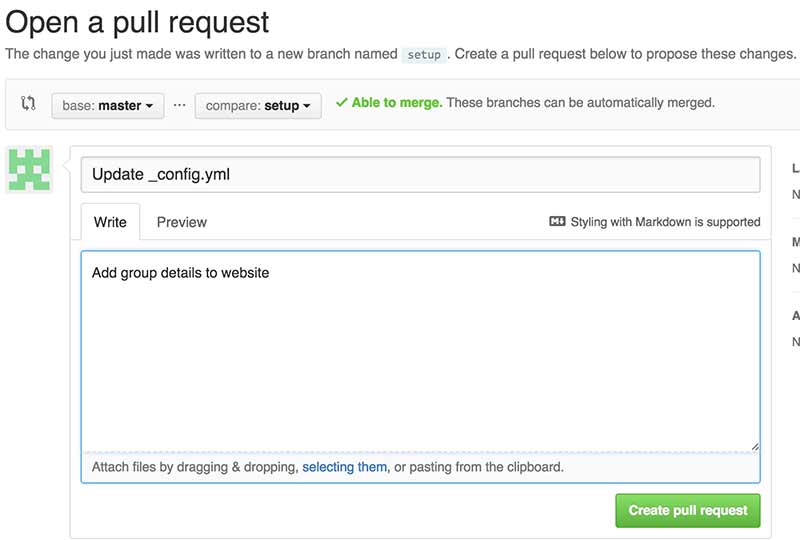 Open a pull request
The change you just made was written to a new branch named setup . Create a pull request below to propose these changes.
base: master ... compare: setup ✓ Able to merge. These branches can be automatically merged.
Update _config.yml
Write Preview Styling with Markdown is supported
Add group details to website
Attach files by dragging & dropping, selecting them, or pasting from the clipboard.
Create pull request